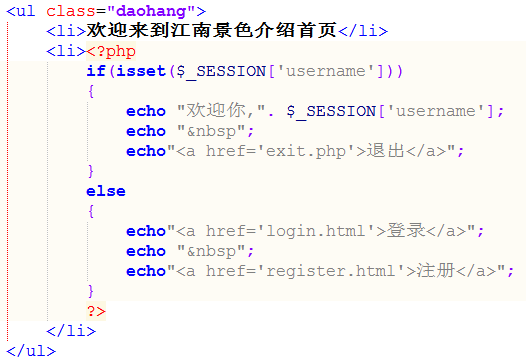 <ul class="daohang">
<li>欢迎来到江南景色介绍首页</li>
<li><?php
if(isset($_SESSION['username']))
{
echo "欢迎你,". $_SESSION['username'];
echo "&nbsp";
echo"<a href='exit.php'>退出</a>";
}
else
{
echo"<a href='login.html'>登录</a>";
echo "&nbsp";
echo"<a href='register.html'>注册</a>";
}
?>
</li>
</ul>